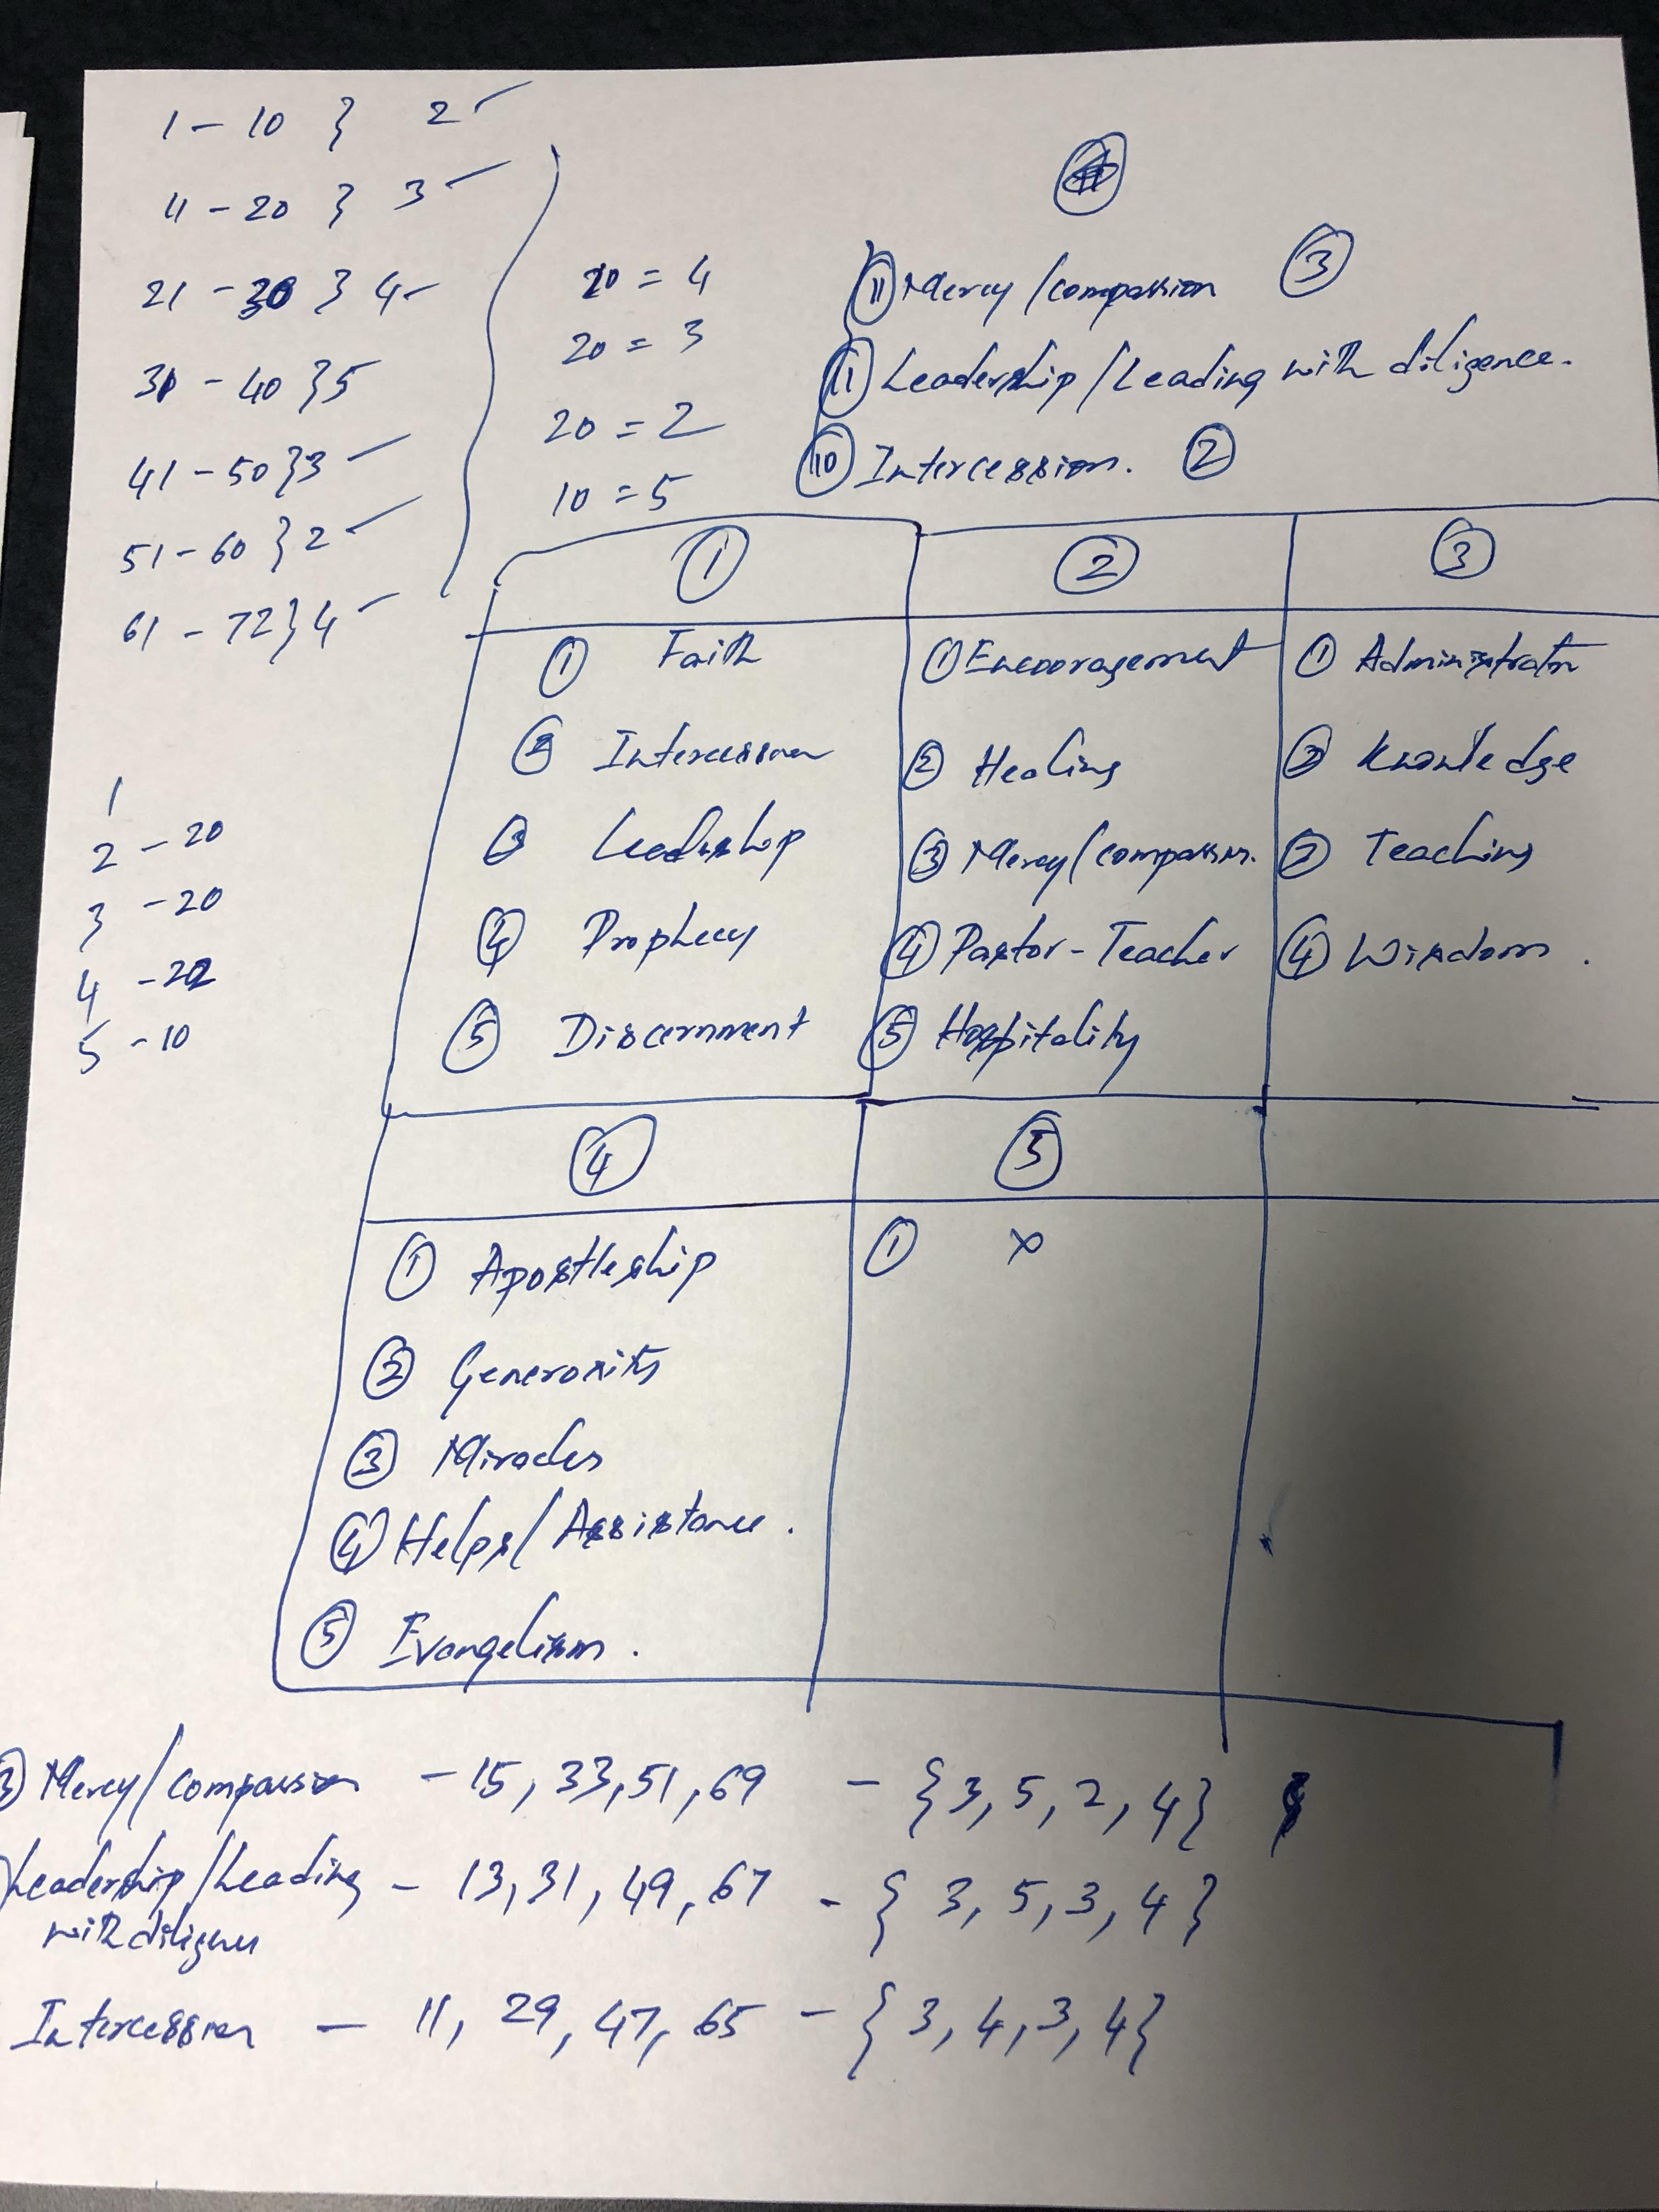 1 - 10 } 2 ✓
11 - 20 } 3 ✓
21 - 30 } 4 ✓
31 - 40 } 5
41 - 50 } 3 ✓
51 - 60 } 2 ✓
61 - 72 } 4 ✓
20 = 4
20 = 3
20 = 2
10 = 5
11 Mercy/compassion 3
11 Leadership/Leading with diligence.
10 Intercession. 2
1
2 - 20
3 - 20
4 - 22
5 - 10
1 2 3
1 Faith 1 Encouragement 1 Administratn
2 Intercession 2 Healing 2 Knowledge
3 Leadership 3 Mercy/compassion. 3 Teaching
4 Prophecy 4 Pastor-Teacher 4 Wisdom.
5 Discernment 5 Hospitality
4 5
1 Apostleship 1 x
2 Generosity
3 Miracles
4 Helps/Assistance.
5 Evangelism.
3 Mercy/compassion - 15, 33, 51, 69 - {3, 5, 2, 4}
Leadership/Leading - 13, 31, 49, 67 - {3, 5, 3, 4}
with diligence
Intercession - 11, 29, 47, 65 - {3, 4, 3, 4}